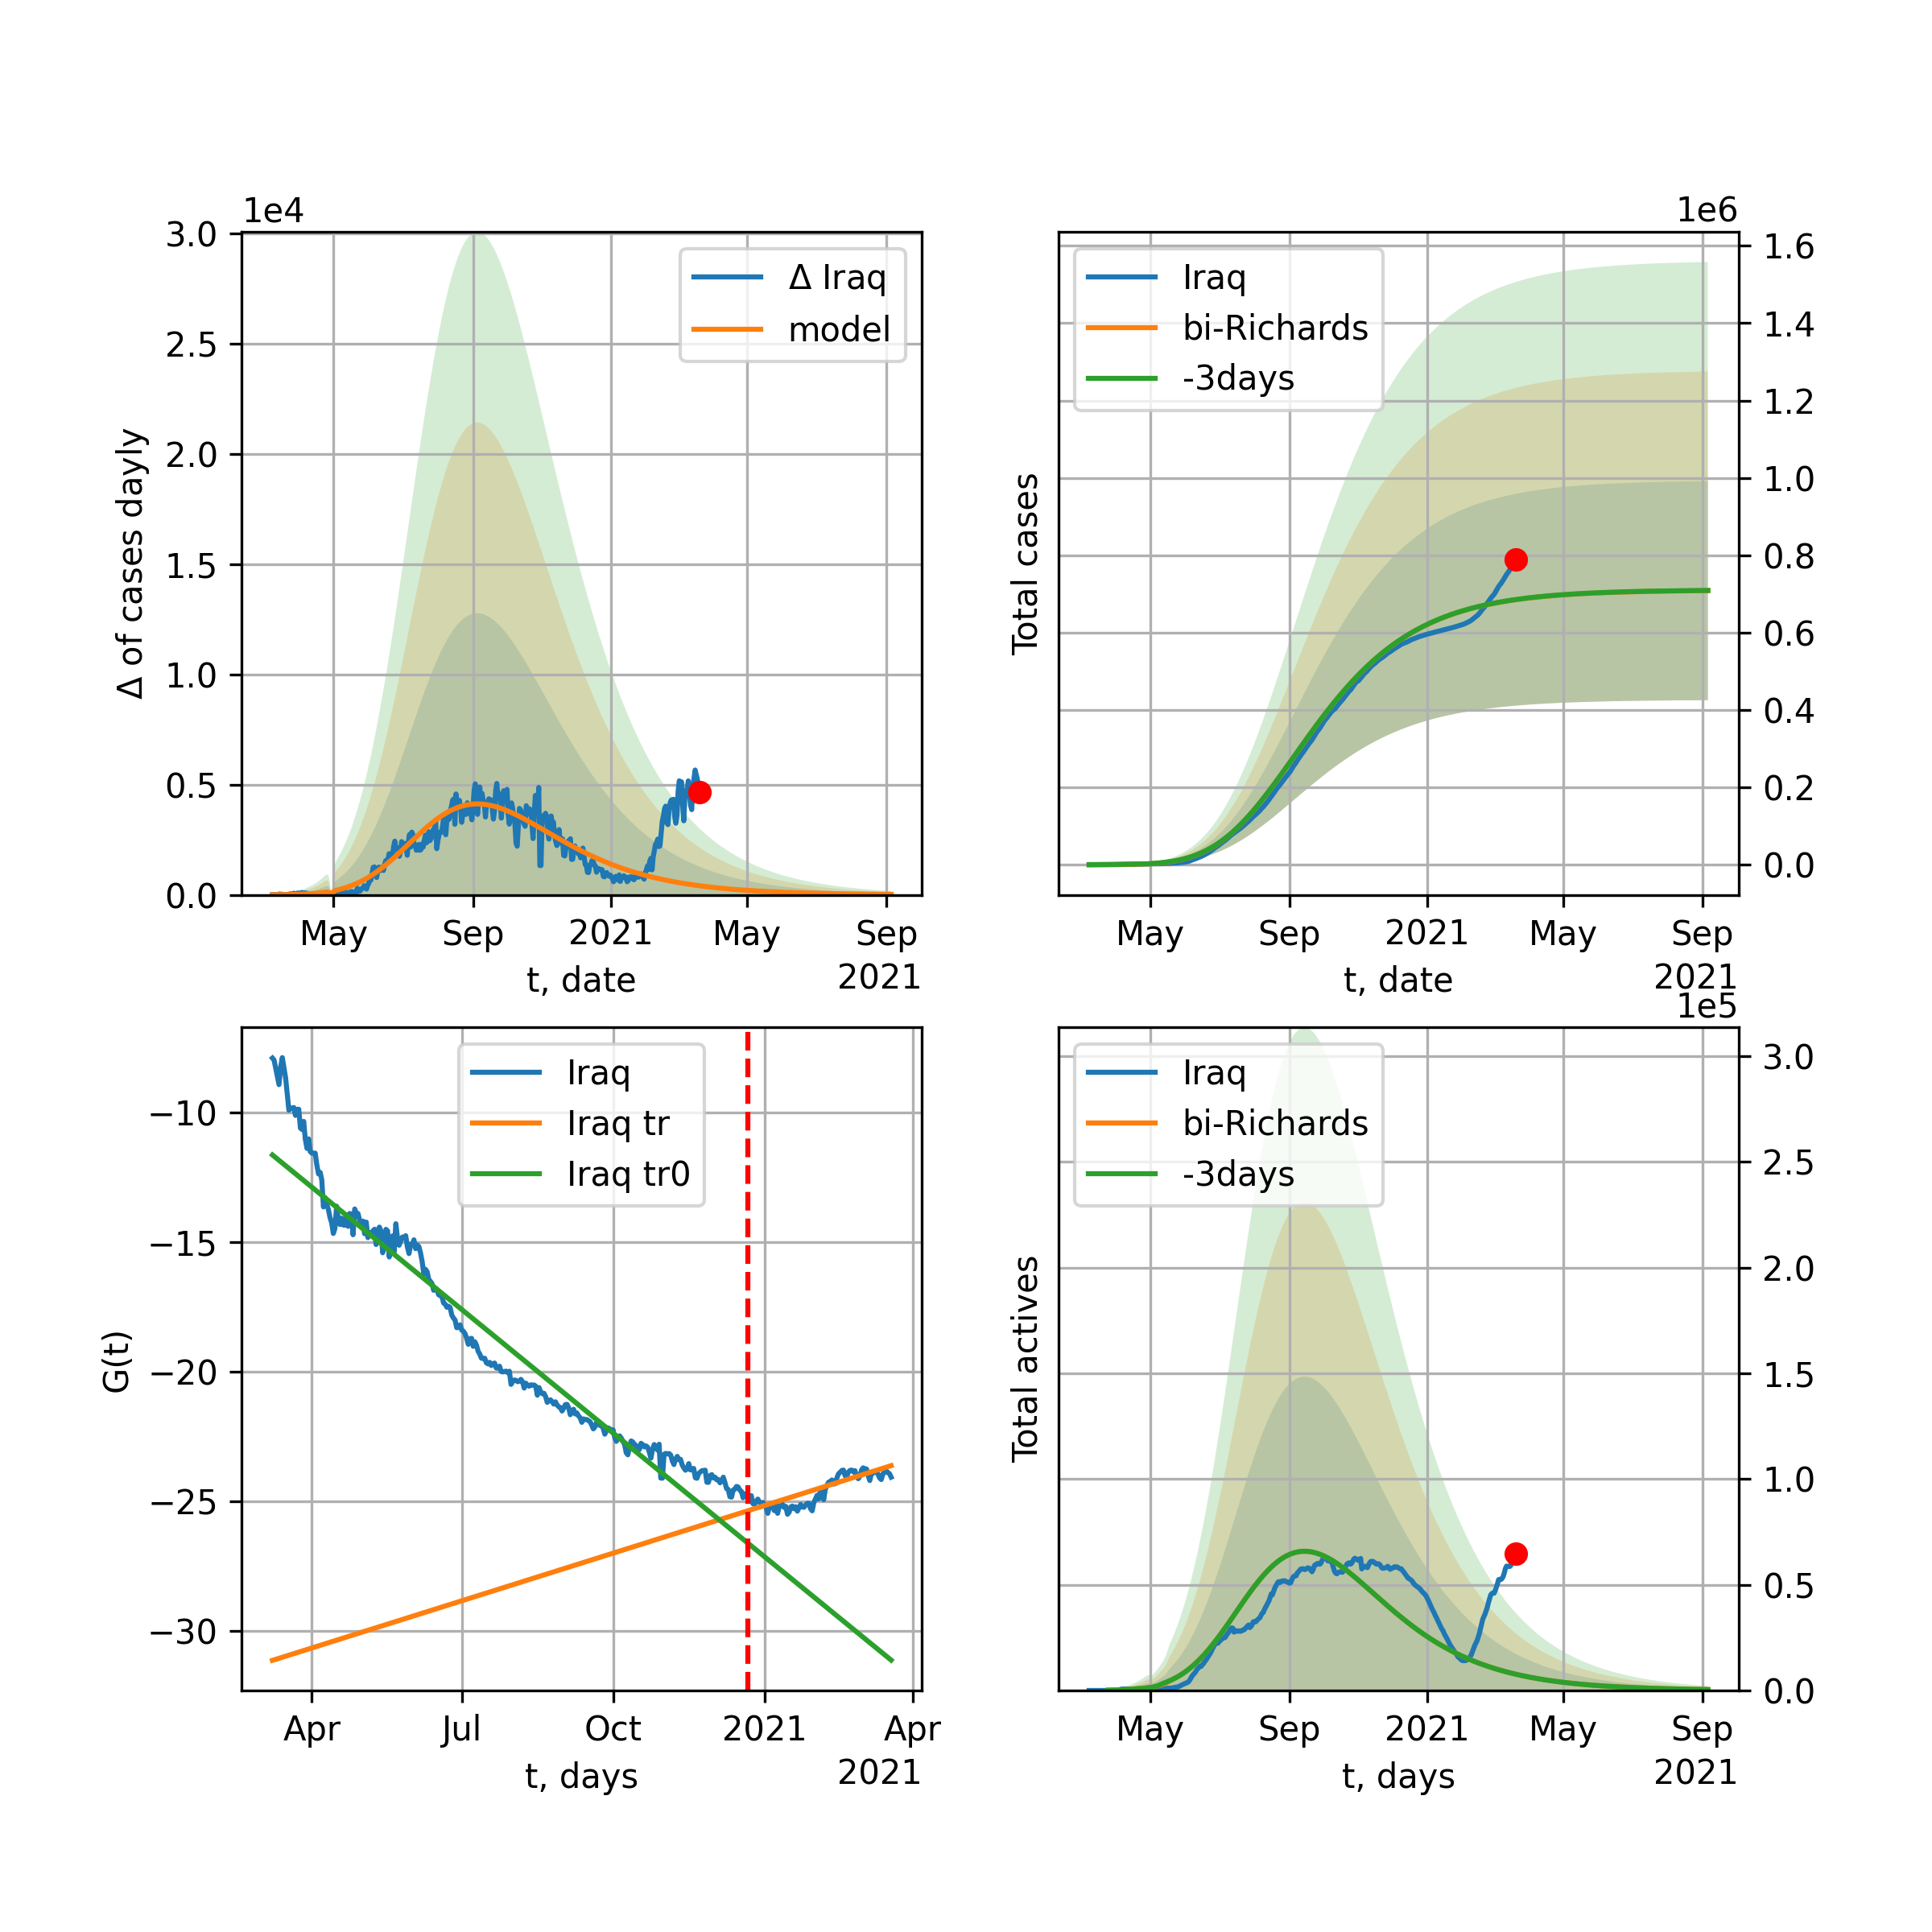 1e4
3.0
2.5
2.0
1.5
1.0
0.5
0.0
Δ of cases dayly
Δ Iraq
model
May Sep 2021 May Sep
2021
t, date
1e6
1.6
1.4
1.2
1.0
0.8
0.6
0.4
0.2
0.0
Total cases
Iraq
bi-Richards
-3days
May Sep 2021 May Sep
2021
t, date
−10
−15
−20
−25
−30
G(t)
Iraq
Iraq tr
Iraq tr0
Apr Jul Oct 2021 Apr
2021
t, days
1e5
3.0
2.5
2.0
1.5
1.0
0.5
0.0
Total actives
Iraq
bi-Richards
-3days
May Sep 2021 May Sep
2021
t, days